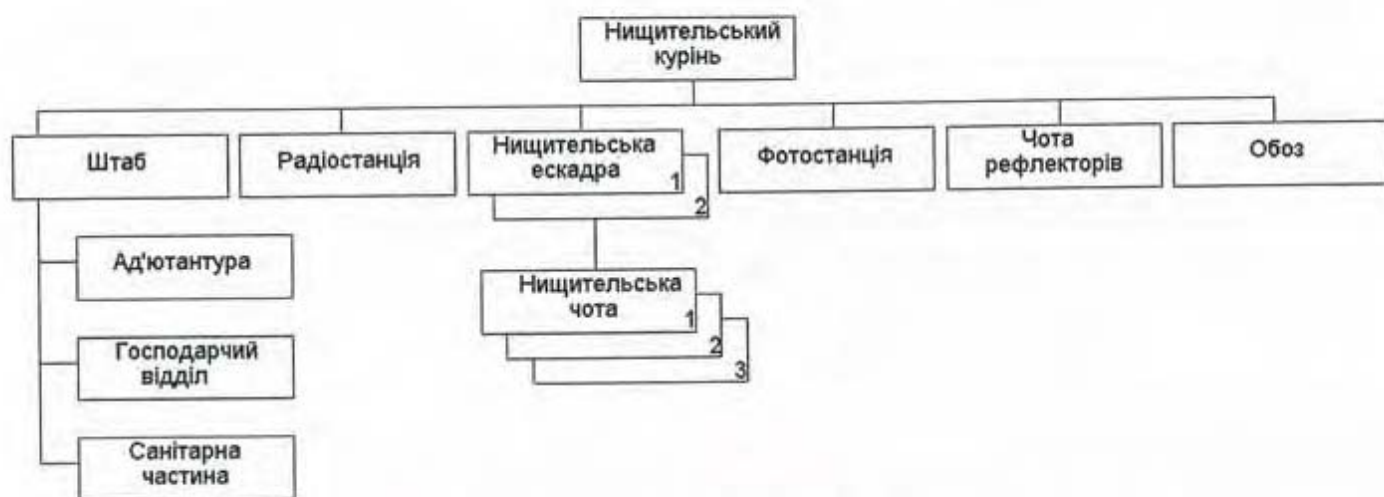 Нищительський
курінь
Штаб
Радіостанція
Нищительська
ескадра
1
2
Фотостанція
Чота
рефлекторів
Обоз
Ад'ютантура
Господарчий
відділ
Санітарна
частина
Нищительська
чота
1
2
3